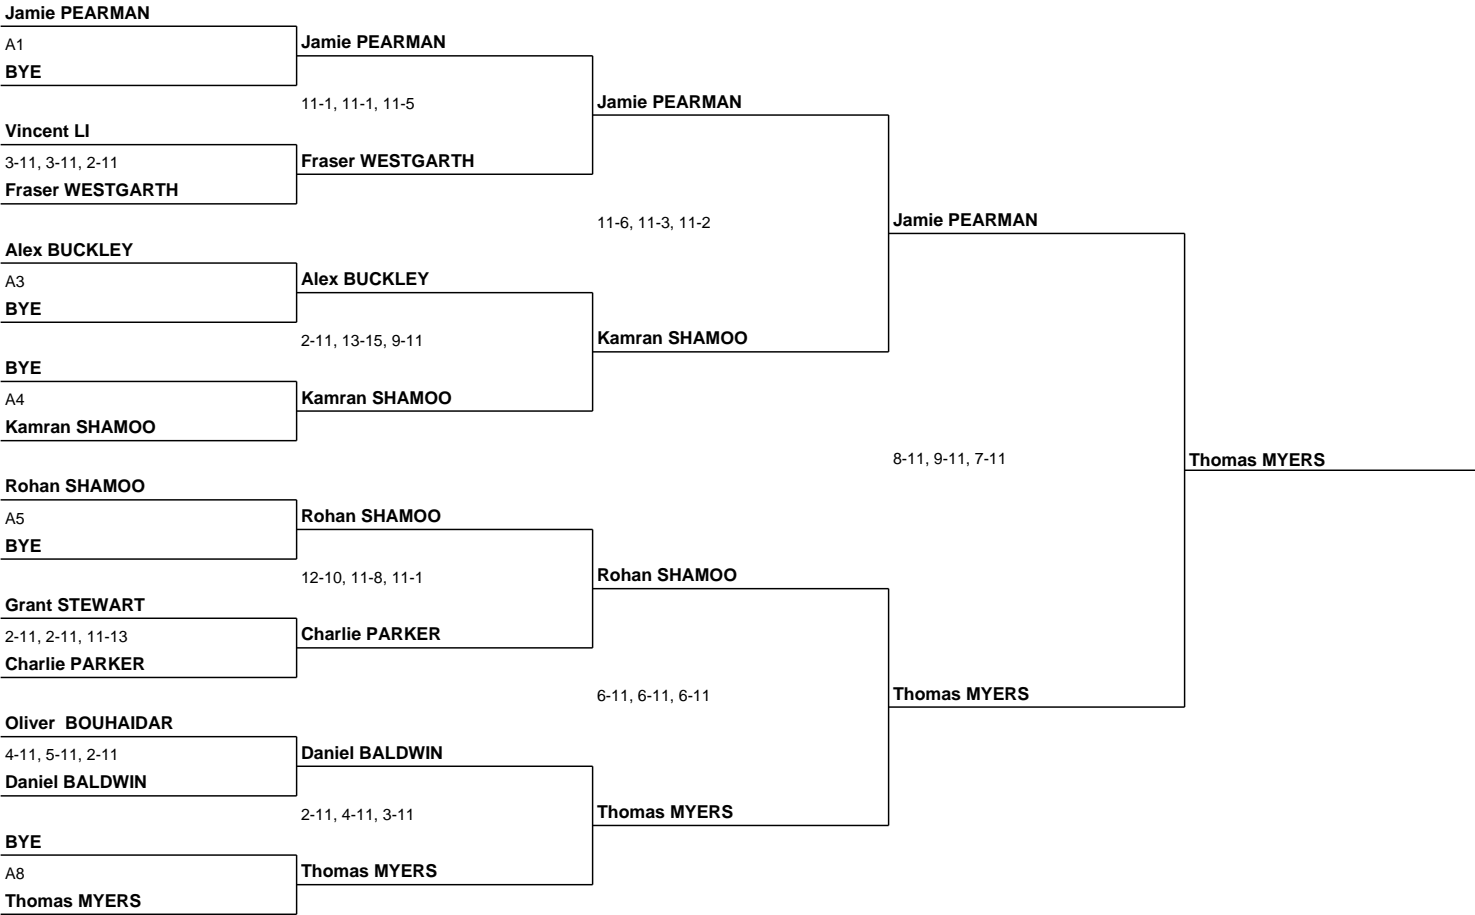 Jamie PEARMAN
A1
BYE
Vincent LI
3-11, 3-11, 2-11
Fraser WESTGARTH
Alex BUCKLEY
A3
BYE
BYE
A4
Kamran SHAMOO
Rohan SHAMOO
A5
BYE
Grant STEWART
2-11, 2-11, 11-13
Charlie PARKER
Oliver  BOUHAIDAR
4-11, 5-11, 2-11
Daniel BALDWIN
BYE
A8
Thomas MYERS
Jamie PEARMAN
11-1, 11-1, 11-5
Fraser WESTGARTH
Alex BUCKLEY
2-11, 13-15, 9-11
Kamran SHAMOO
Rohan SHAMOO
12-10, 11-8, 11-1
Charlie PARKER
Daniel BALDWIN
2-11, 4-11, 3-11
Thomas MYERS
Jamie PEARMAN
11-6, 11-3, 11-2
Kamran SHAMOO
Rohan SHAMOO
6-11, 6-11, 6-11
Thomas MYERS
Jamie PEARMAN
8-11, 9-11, 7-11
Thomas MYERS
Thomas MYERS